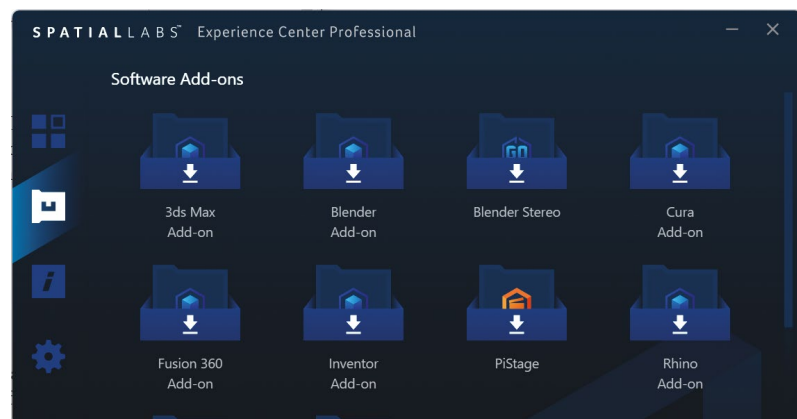 SPATIALLABS™ Experience Center Professional
Software Add-ons
GO
3ds Max
Add-on
Blender
Add-on
Blender Stereo
Cura
Add-on
Fusion 360
Add-on
Inventor
Add-on
PiStage
Rhino
Add-on